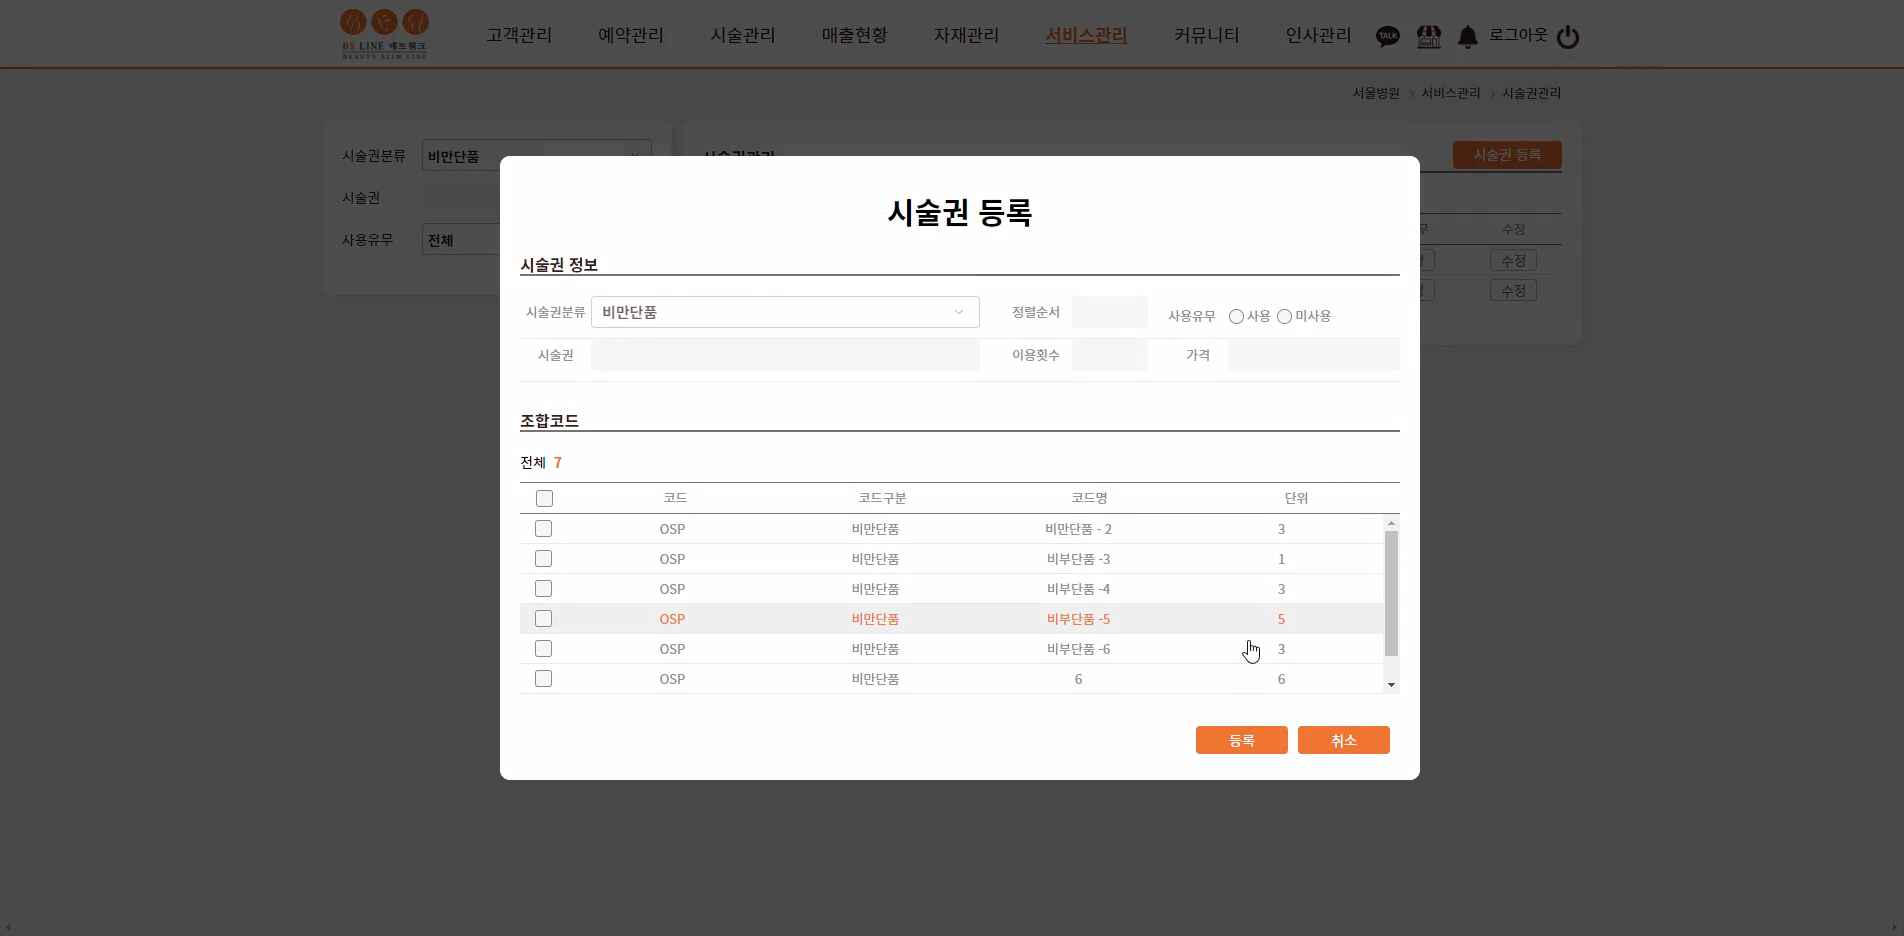 BS LINE 네트워크
BEAUTY SLIM LINE
고객관리 예약관리 시술관리 매출현황 자재관리 서비스관리 커뮤니티 인사관리 TALK 로그아웃
서울병원 > 서비스관리 > 시술권관리
시술권분류 비만단품
시술권관리
시술권 등록
시술권
사용유무 전체
수정
수정
수정
시술권 등록
시술권 정보
시술권분류 비만단품 정렬순서 사용유무 사용 미사용
시술권 이용횟수 가격
조합코드
전체 7
코드 코드구분 코드명 단위
OSP 비만단품 비만단품 - 2 3
OSP 비만단품 비부단품 -3 1
OSP 비만단품 비부단품 -4 3
OSP 비만단품 비부단품 -5 5
OSP 비만단품 비부단품 -6 3
OSP 비만단품 6 6
등록 취소